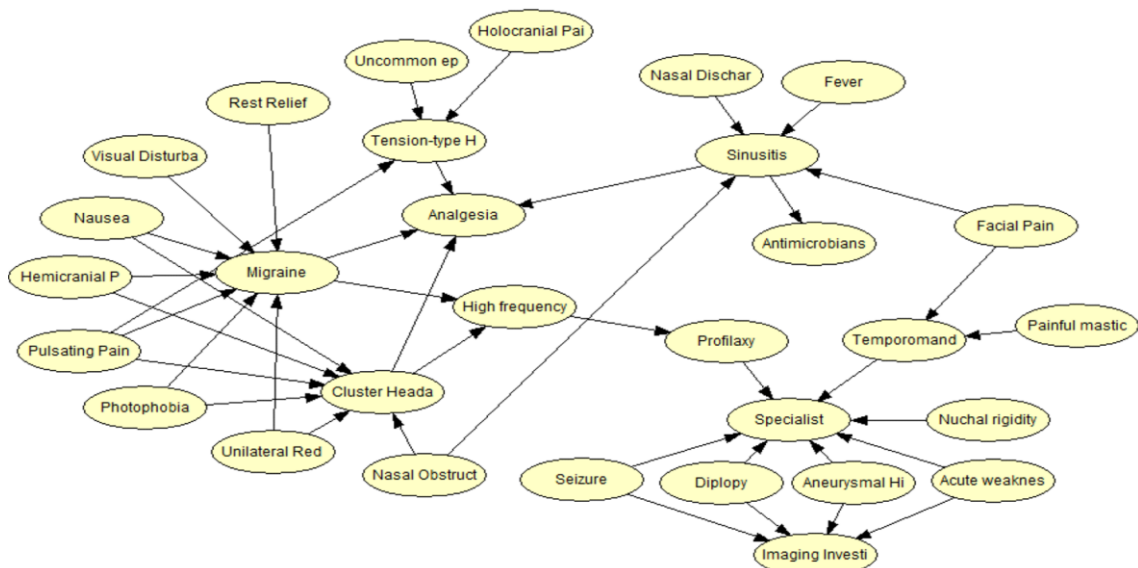 Holocranial Pai
Uncommon ep
Nasal Dischar
Fever
Rest Relief
Tension-type H
Visual Disturba
Sinusitis
Nausea
Analgesia
Facial Pain
Antimicrobians
Hemicranial P
Migraine
High frequency
Painful mastic
Pulsating Pain
Profilaxy
Temporomand
Cluster Heada
Photophobia
Specialist
Nuchal rigidity
Unilateral Red
Nasal Obstruct
Seizure
Diplopy
Aneurysmal Hi
Acute weaknes
Imaging Investi